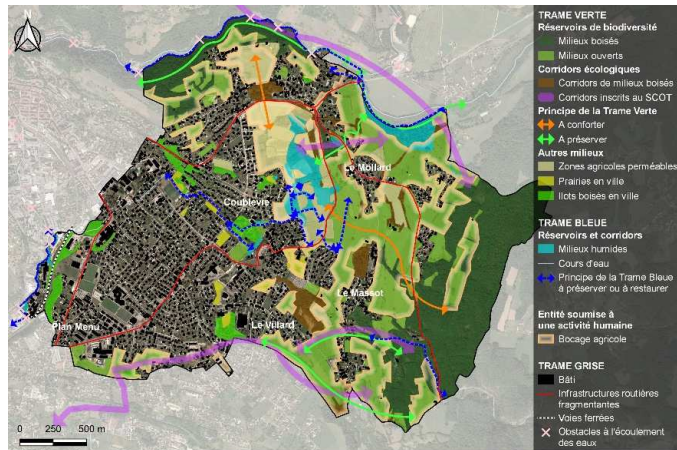 N
TRAME VERTE
Réservoirs de biodiversité
Milieux boisés
Milieux ouverts
Corridors écologiques
Corridors de milieux boisés
Corridors inscrits au SCOT
Principe de la Trame Verte
A conforter
A préserver
Autres milieux
Zones agricoles perméables
Prairies en ville
Ilots boisés en ville
TRAME BLEUE
Réservoirs et corridors
Milieux humides
Cours d'eau
Principe de la Trame Bleue
à préserver ou à restaurer
Entité soumise à
une activité humaine
Bocage agricole
TRAME GRISE
Bâti
Infrastructures routières
fragmentantes
Voies ferrées
Obstacles à l'écoulement
des eaux
Le Mollard
Coublevie
Le Massot
Plan Menu
Le Villard
0 250 500 m